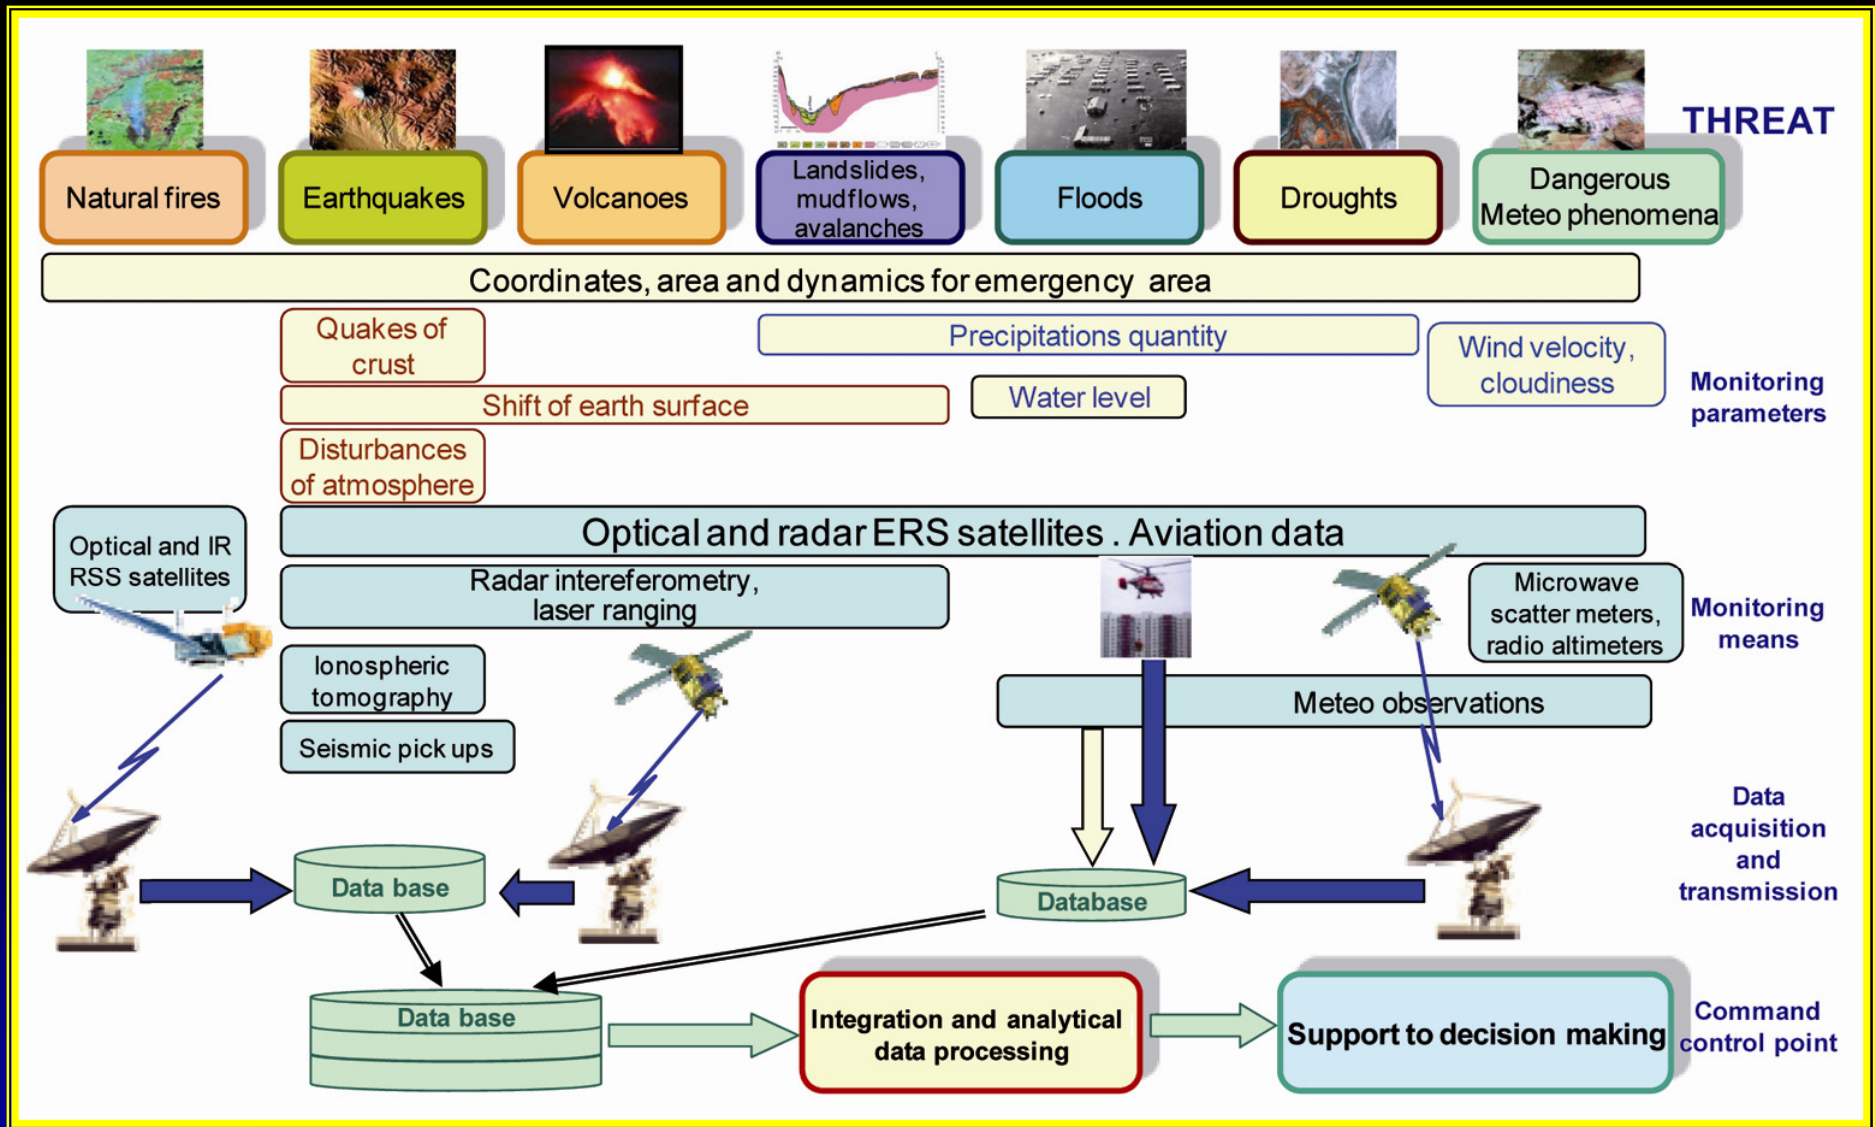 THREAT
Natural fires
Earthquakes
Volcanoes
Landslides,
mudflows,
avalanches
Floods
Droughts
Dangerous
Meteo phenomena
Coordinates, area and dynamics for emergency area
Quakes of
crust
Precipitations quantity
Wind velocity,
cloudiness
Monitoring
parameters
Shift of earth surface
Water level
Disturbances
of atmosphere
Optical and IR
RSS satellites
Optical and radar ERS satellites . Aviation data
Radar intereferometry,
laser ranging
Microwave
scatter meters,
radio altimeters
Monitoring
means
Ionospheric
tomography
Meteo observations
Seismic pick ups
Data
acquisition
and
transmission
Data base
Database
Data base
Integration and analytical
data processing
Support to decision making
Command
control point